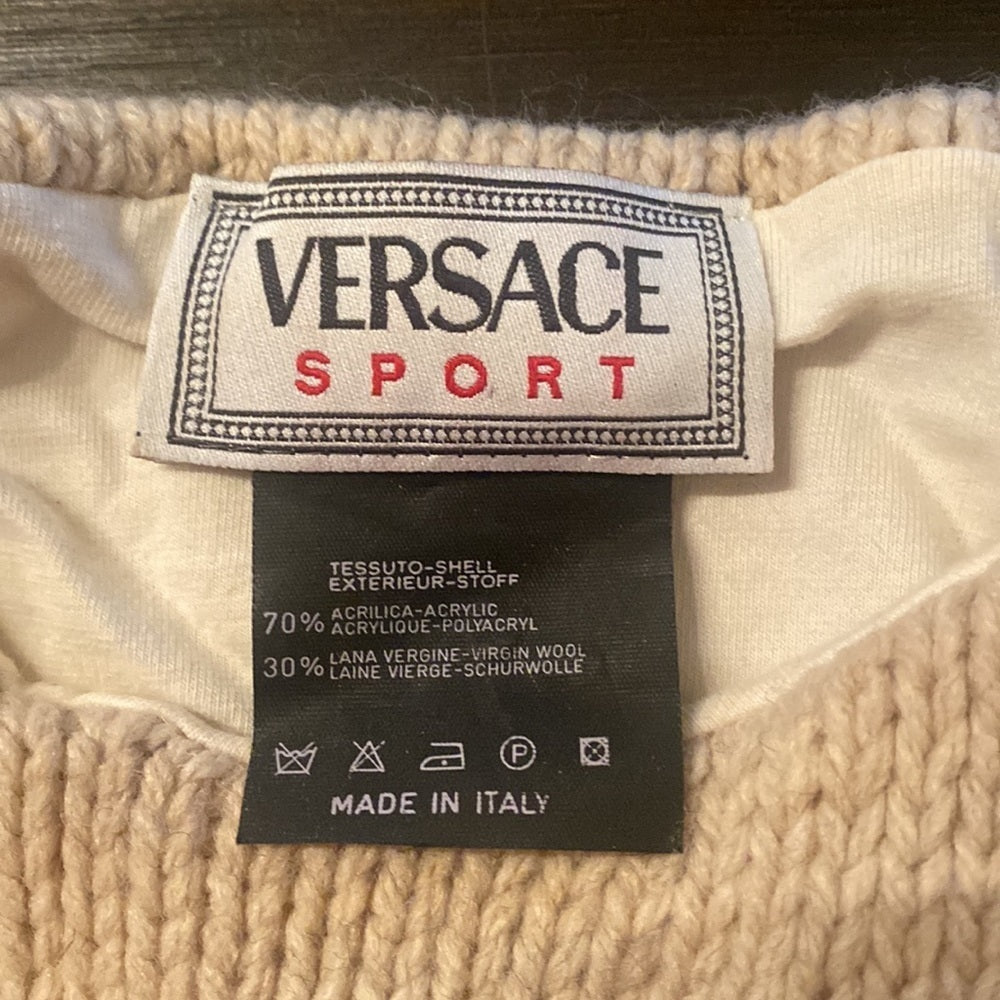 VERSACE
SPORT
TESSUTO-SHELL
EXTERIEUR-STOFF
70% ACRILICA-ACRYLIC
ACRYLIQUE-POLYACRYL
30% LANA VERGINE-VIRGIN WOOL
LAINE VIERGE-SCHURWOLLE
P
MADE IN ITALY